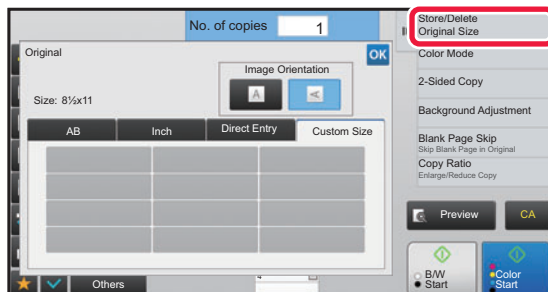 No. of copies 1
Store/Delete
Original Size
Original
OK
Color Mode
Image Orientation
A A
2-Sided Copy
Size: 8½x11
Background Adjustment
AB Inch Direct Entry Custom Size
Blank Page Skip
Skip Blank Page in Original
Copy Ratio
Enlarge/Reduce Copy
Preview CA
B/W
Start
Color
Start
Others